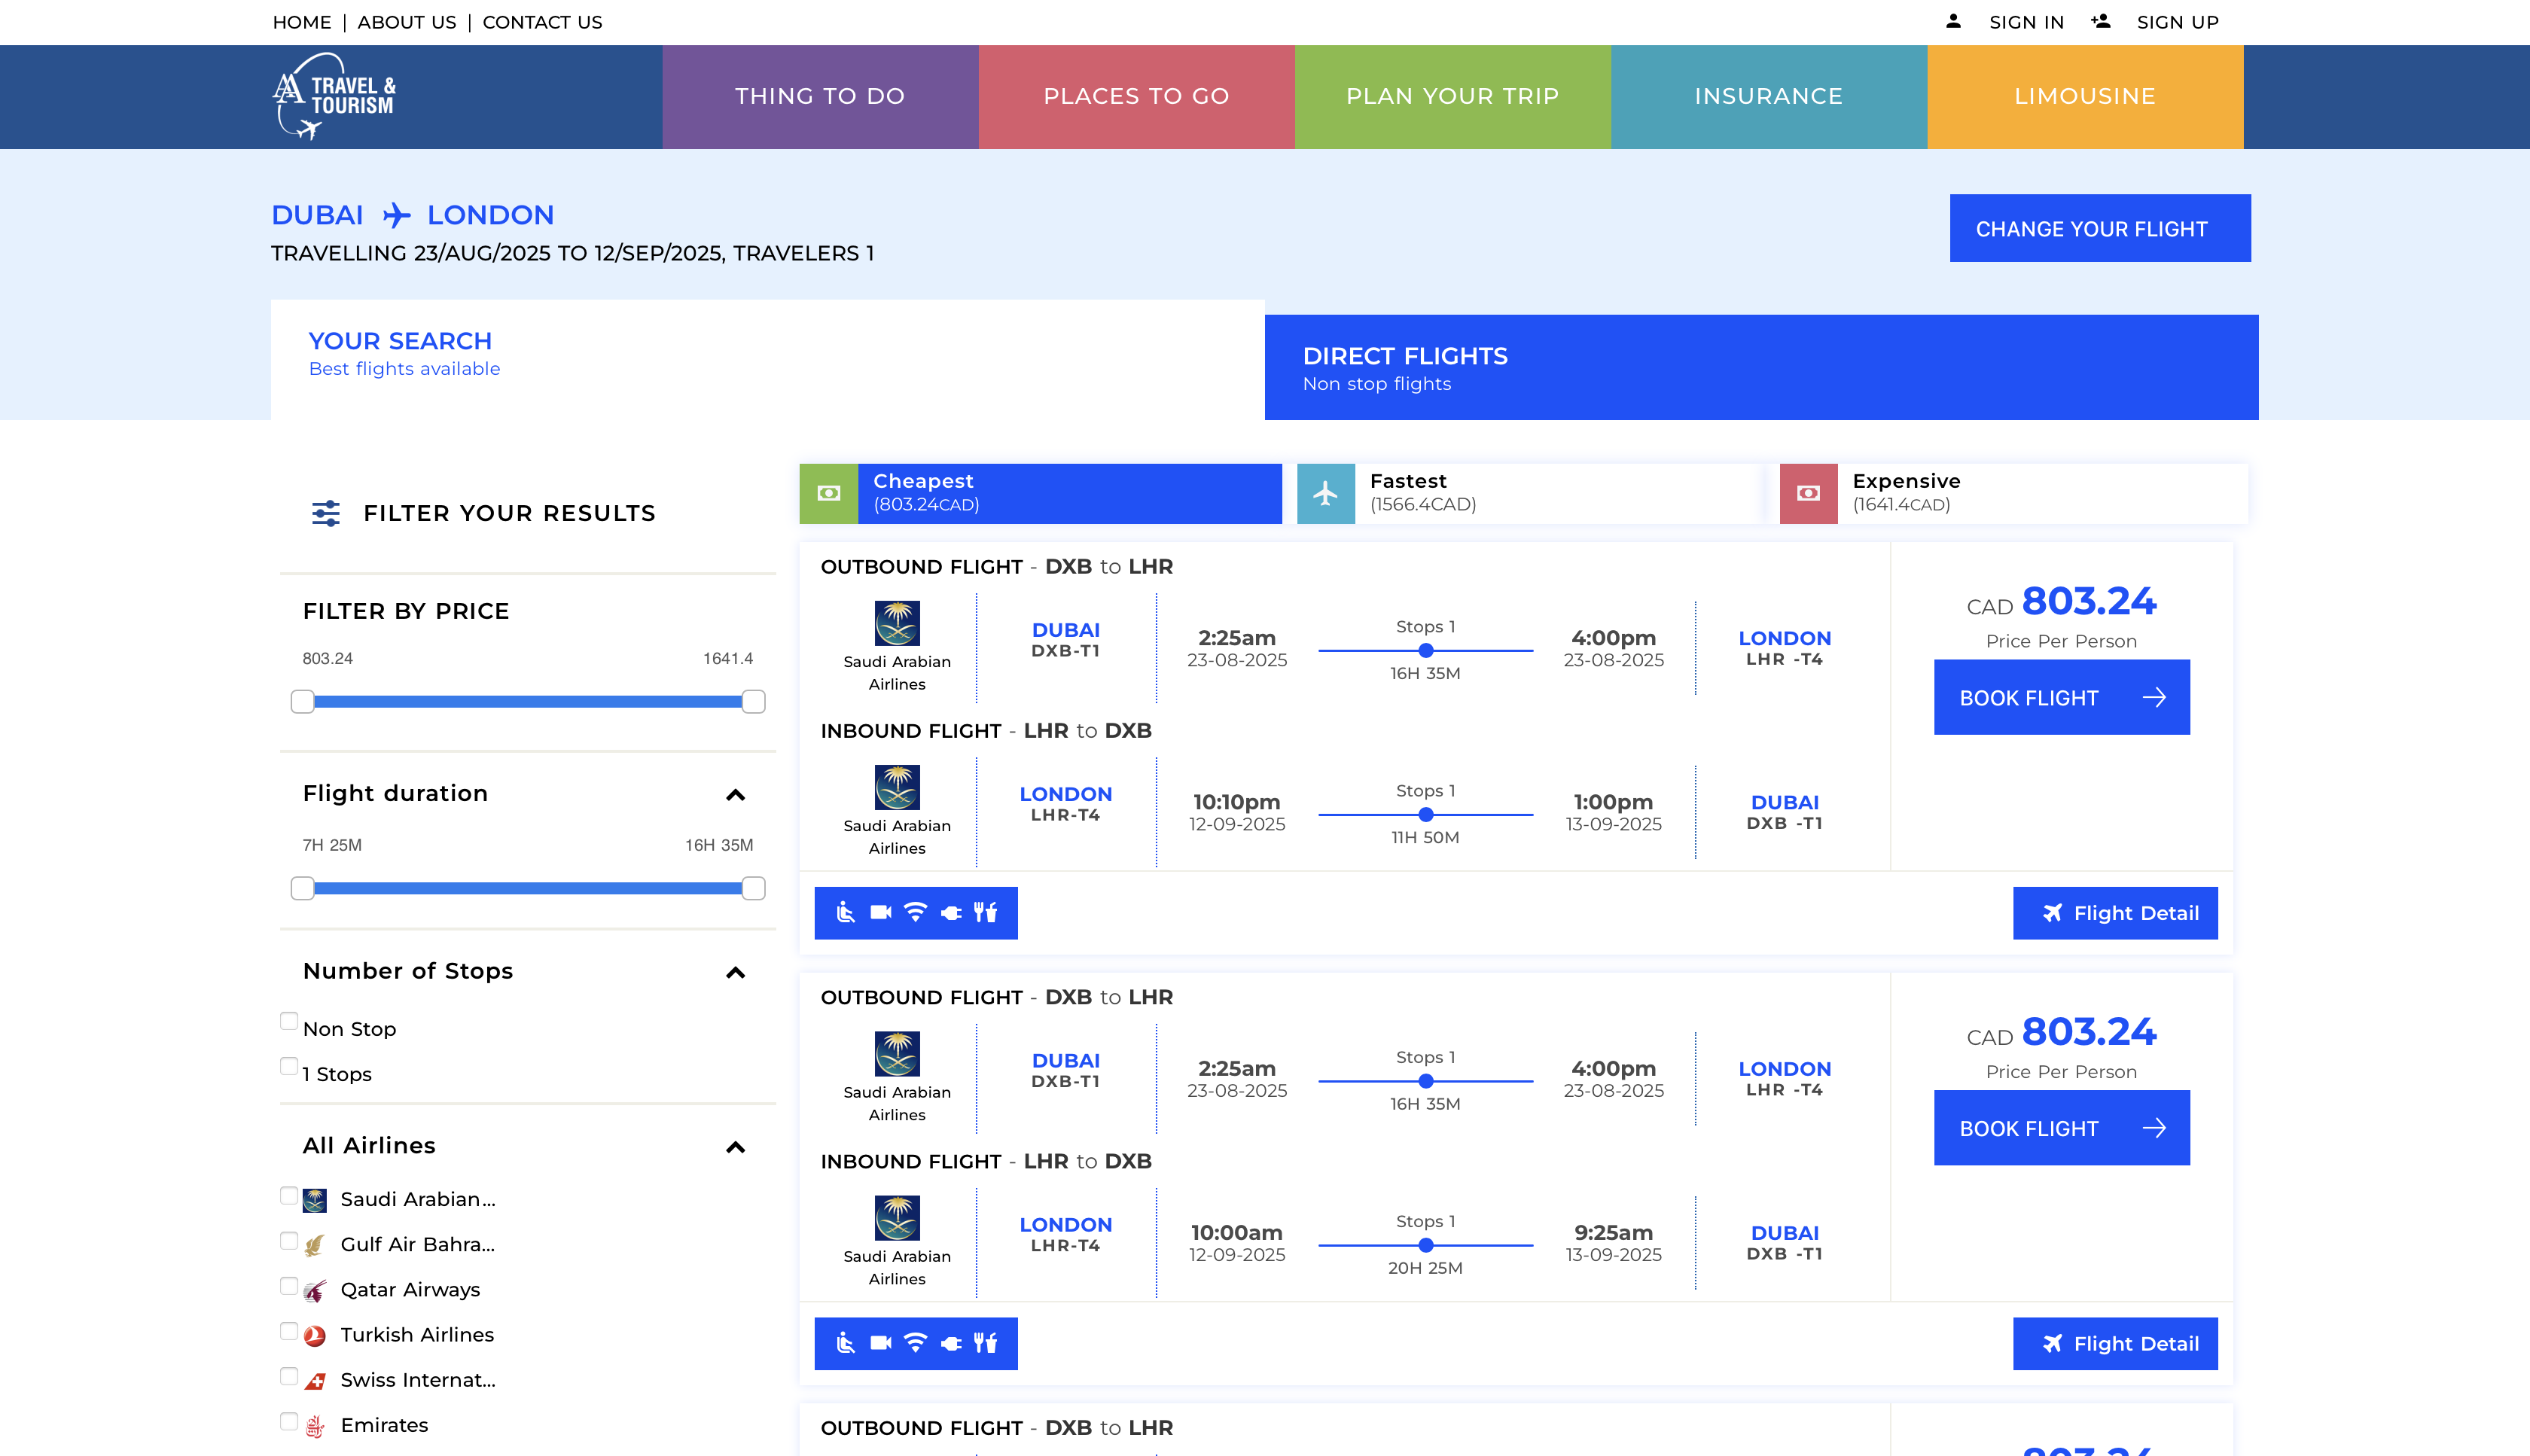 HOME | ABOUT US | CONTACT US
SIGN IN SIGN UP
AA TRAVEL & TOURISM
THING TO DO
PLACES TO GO
PLAN YOUR TRIP
INSURANCE
LIMOUSINE
DUBAI LONDON
TRAVELLING 23/AUG/2025 TO 12/SEP/2025, TRAVELERS 1
CHANGE YOUR FLIGHT
YOUR SEARCH
Best flights available
DIRECT FLIGHTS
Non stop flights
FILTER YOUR RESULTS
FILTER BY PRICE
803.24 1641.4
Flight duration
7H 25M 16H 35M
Number of Stops
Non Stop
1 Stops
All Airlines
Saudi Arabian...
Gulf Air Bahra...
Qatar Airways
Turkish Airlines
Swiss Internat...
Emirates
Cheapest
(803.24CAD)
Fastest
(1566.4CAD)
Expensive
(1641.4CAD)
OUTBOUND FLIGHT - DXB to LHR
Saudi Arabian
Airlines
DUBAI
DXB-T1
2:25am
23-08-2025
Stops 1
16H 35M
4:00pm
23-08-2025
LONDON
LHR -T4
INBOUND FLIGHT - LHR to DXB
Saudi Arabian
Airlines
LONDON
LHR-T4
10:10pm
12-09-2025
Stops 1
11H 50M
1:00pm
13-09-2025
DUBAI
DXB -T1
CAD 803.24
Price Per Person
BOOK FLIGHT
Flight Detail
OUTBOUND FLIGHT - DXB to LHR
Saudi Arabian
Airlines
DUBAI
DXB-T1
2:25am
23-08-2025
Stops 1
16H 35M
4:00pm
23-08-2025
LONDON
LHR -T4
INBOUND FLIGHT - LHR to DXB
Saudi Arabian
Airlines
LONDON
LHR-T4
10:00am
12-09-2025
Stops 1
20H 25M
9:25am
13-09-2025
DUBAI
DXB -T1
CAD 803.24
Price Per Person
BOOK FLIGHT
Flight Detail
OUTBOUND FLIGHT - DXB to LHR